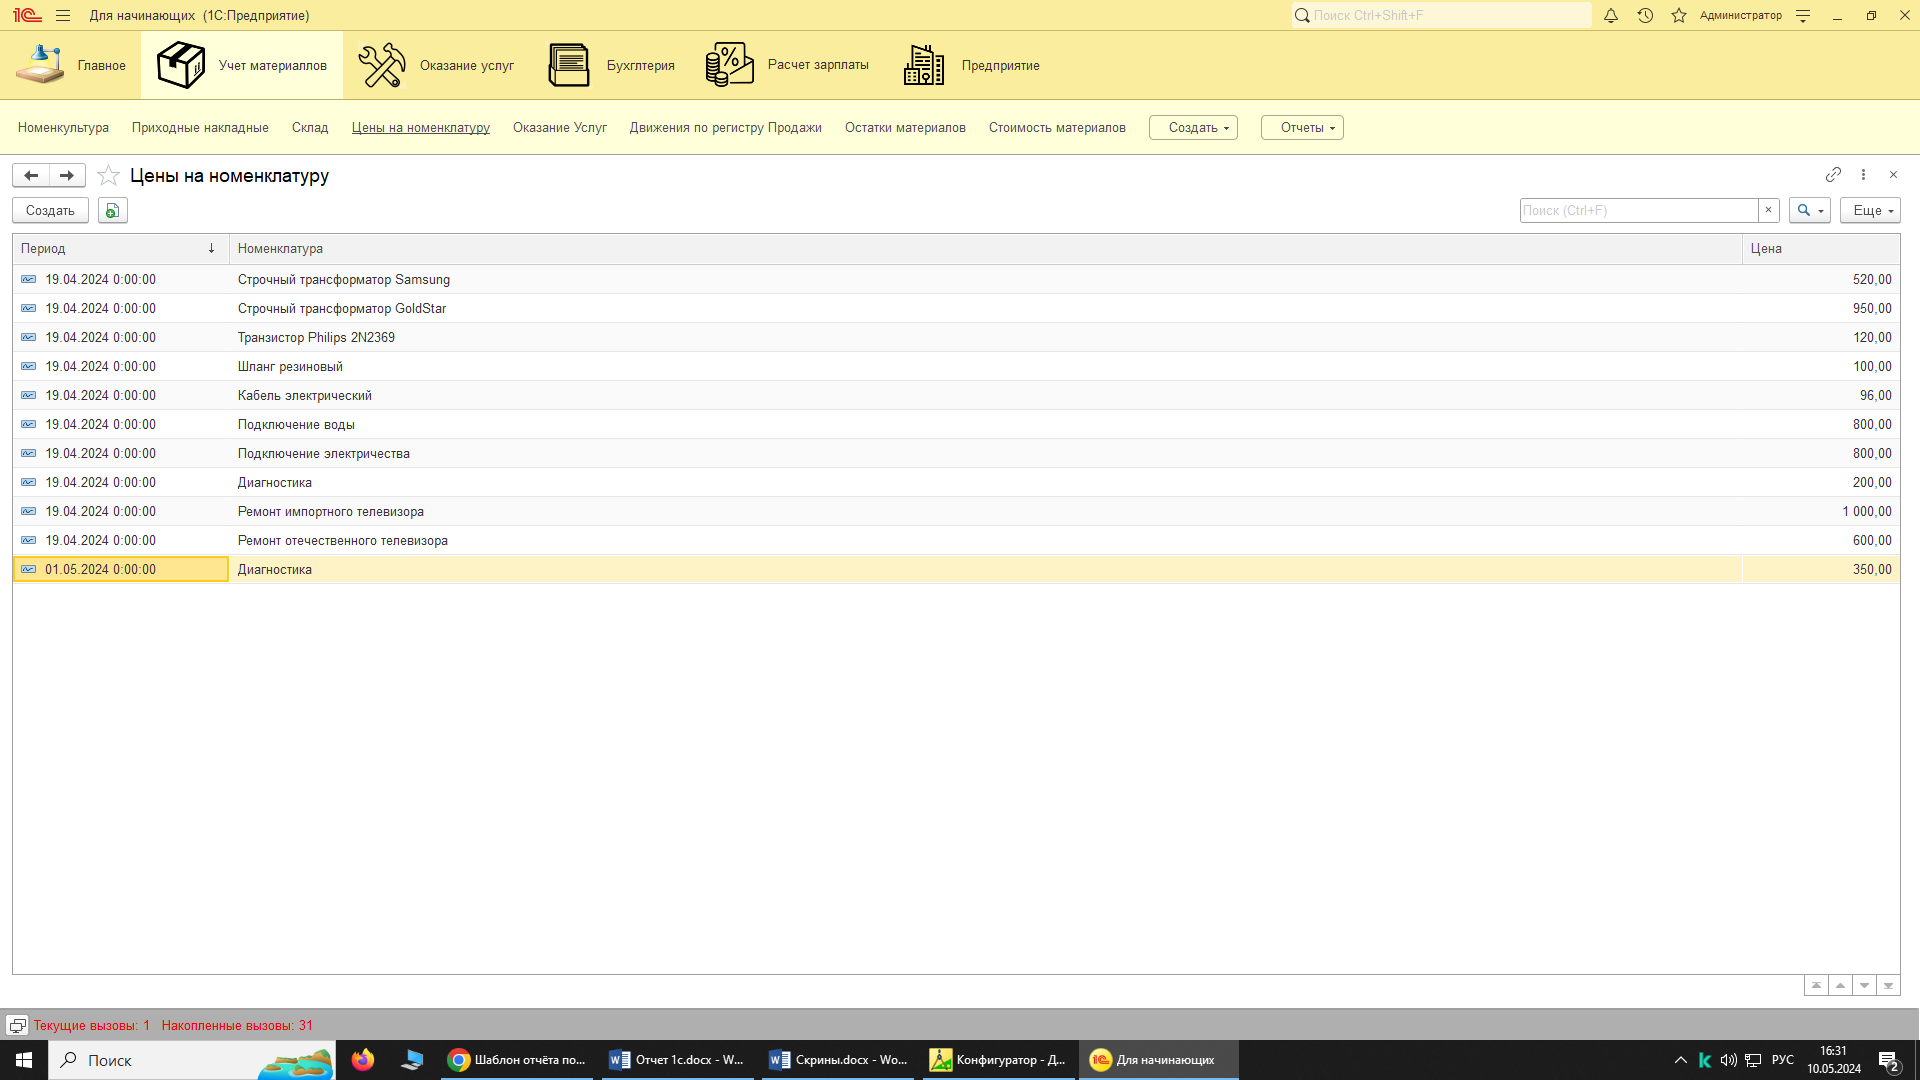 1С Для начинающих (1С:Предприятие) Поиск Ctrl+Shift+F Администратор
Главное Учет материаллов Оказание услуг Бухглтерия Расчет зарплаты Предприятие
Номенкультура Приходные накладные Склад Цены на номенклатуру Оказание Услуг Движения по регистру Продажи Остатки материалов Стоимость материалов Создать Отчеты
Цены на номенклатуру
Создать Поиск (Ctrl+F) Еще
Период Номенклатура Цена
19.04.2024 0:00:00 Строчный трансформатор Samsung 520,00
19.04.2024 0:00:00 Строчный трансформатор GoldStar 950,00
19.04.2024 0:00:00 Транзистор Philips 2N2369 120,00
19.04.2024 0:00:00 Шланг резиновый 100,00
19.04.2024 0:00:00 Кабель электрический 96,00
19.04.2024 0:00:00 Подключение воды 800,00
19.04.2024 0:00:00 Подключение электричества 800,00
19.04.2024 0:00:00 Диагностика 200,00
19.04.2024 0:00:00 Ремонт импортного телевизора 1 000,00
19.04.2024 0:00:00 Ремонт отечественного телевизора 600,00
01.05.2024 0:00:00 Диагностика 350,00
Текущие вызовы: 1 Накопленные вызовы: 31
Поиск Шаблон отчёта по... Отчет 1с.docx - W... Скрины.docx - Wo... Конфигуратор - Д... Для начинающих РУС 16:31
10.05.2024 2